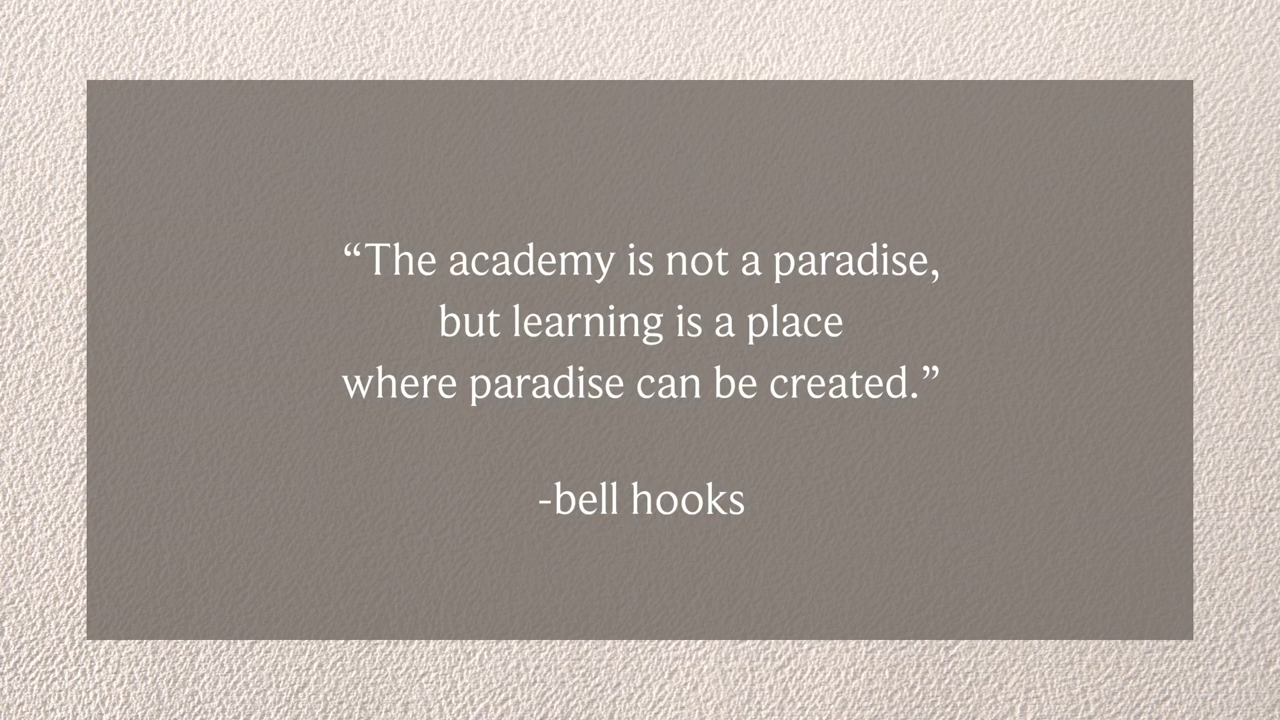 “The academy is not a paradise,
but learning is a place
where paradise can be created.”
-bell hooks